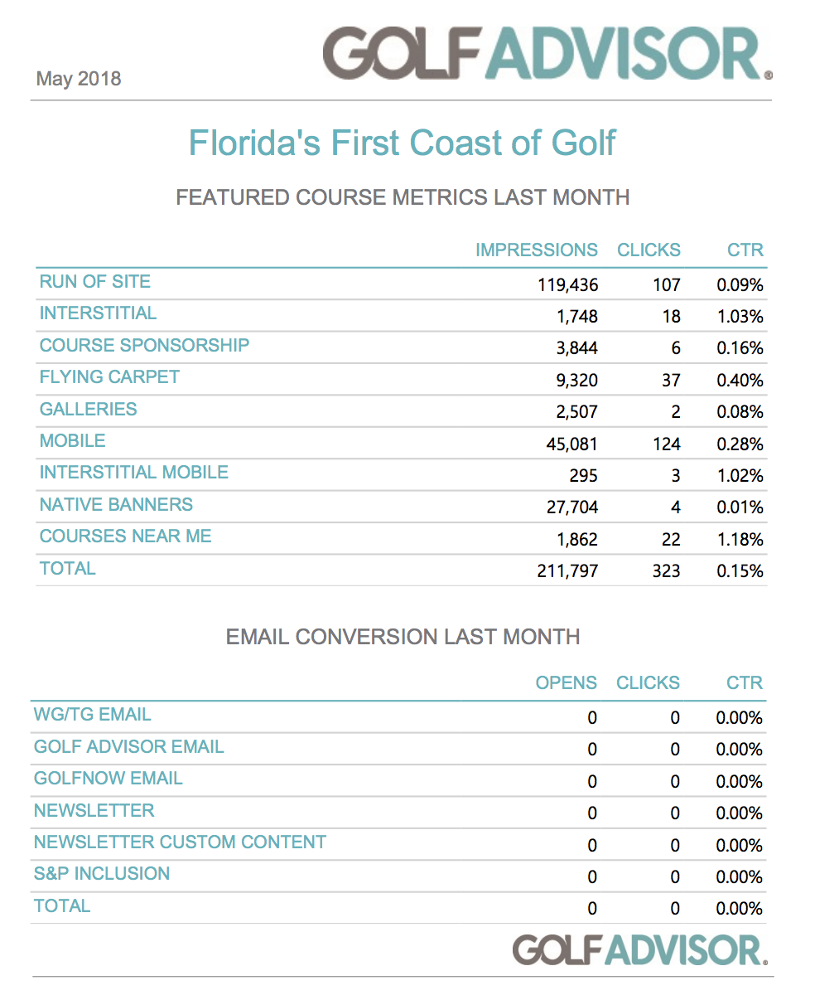 GOLFADVISOR.®
May 2018
Florida's First Coast of Golf
FEATURED COURSE METRICS LAST MONTH
IMPRESSIONS CLICKS CTR
RUN OF SITE 119,436 107 0.09%
INTERSTITIAL 1,748 18 1.03%
COURSE SPONSORSHIP 3,844 6 0.16%
FLYING CARPET 9,320 37 0.40%
GALLERIES 2,507 2 0.08%
MOBILE 45,081 124 0.28%
INTERSTITIAL MOBILE 295 3 1.02%
NATIVE BANNERS 27,704 4 0.01%
COURSES NEAR ME 1,862 22 1.18%
TOTAL 211,797 323 0.15%
EMAIL CONVERSION LAST MONTH
OPENS CLICKS CTR
WG/TG EMAIL 0 0 0.00%
GOLF ADVISOR EMAIL 0 0 0.00%
GOLFNOW EMAIL 0 0 0.00%
NEWSLETTER 0 0 0.00%
NEWSLETTER CUSTOM CONTENT 0 0 0.00%
S&P INCLUSION 0 0 0.00%
TOTAL 0 0 0.00%
GOLFADVISOR.®